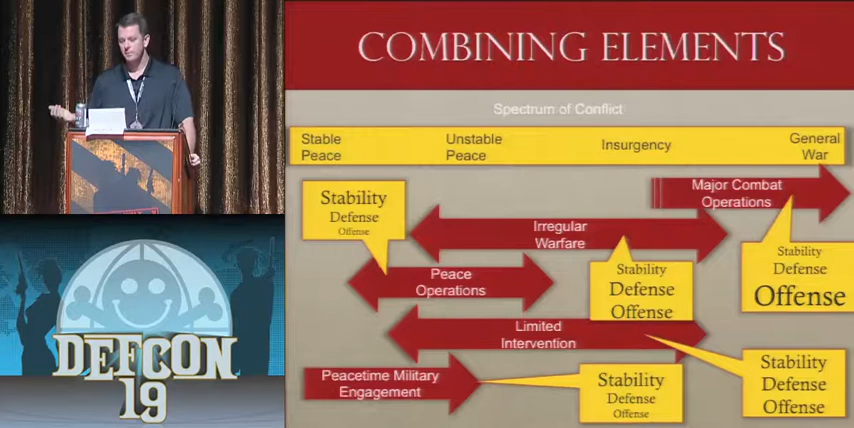 COMBINING ELEMENTS
Spectrum of Conflict
Stable
Peace
Unstable
Peace
Insurgency
General
War
Major Combat
Operations
Stability
Defense
Offense
Irregular
Warfare
Stability
Defense
Offense
Peace
Operations
Stability
Defense
Offense
Limited
Intervention
Peacetime Military
Engagement
Stability
Defense
Offense
Stability
Defense
Offense
DEFCON
19